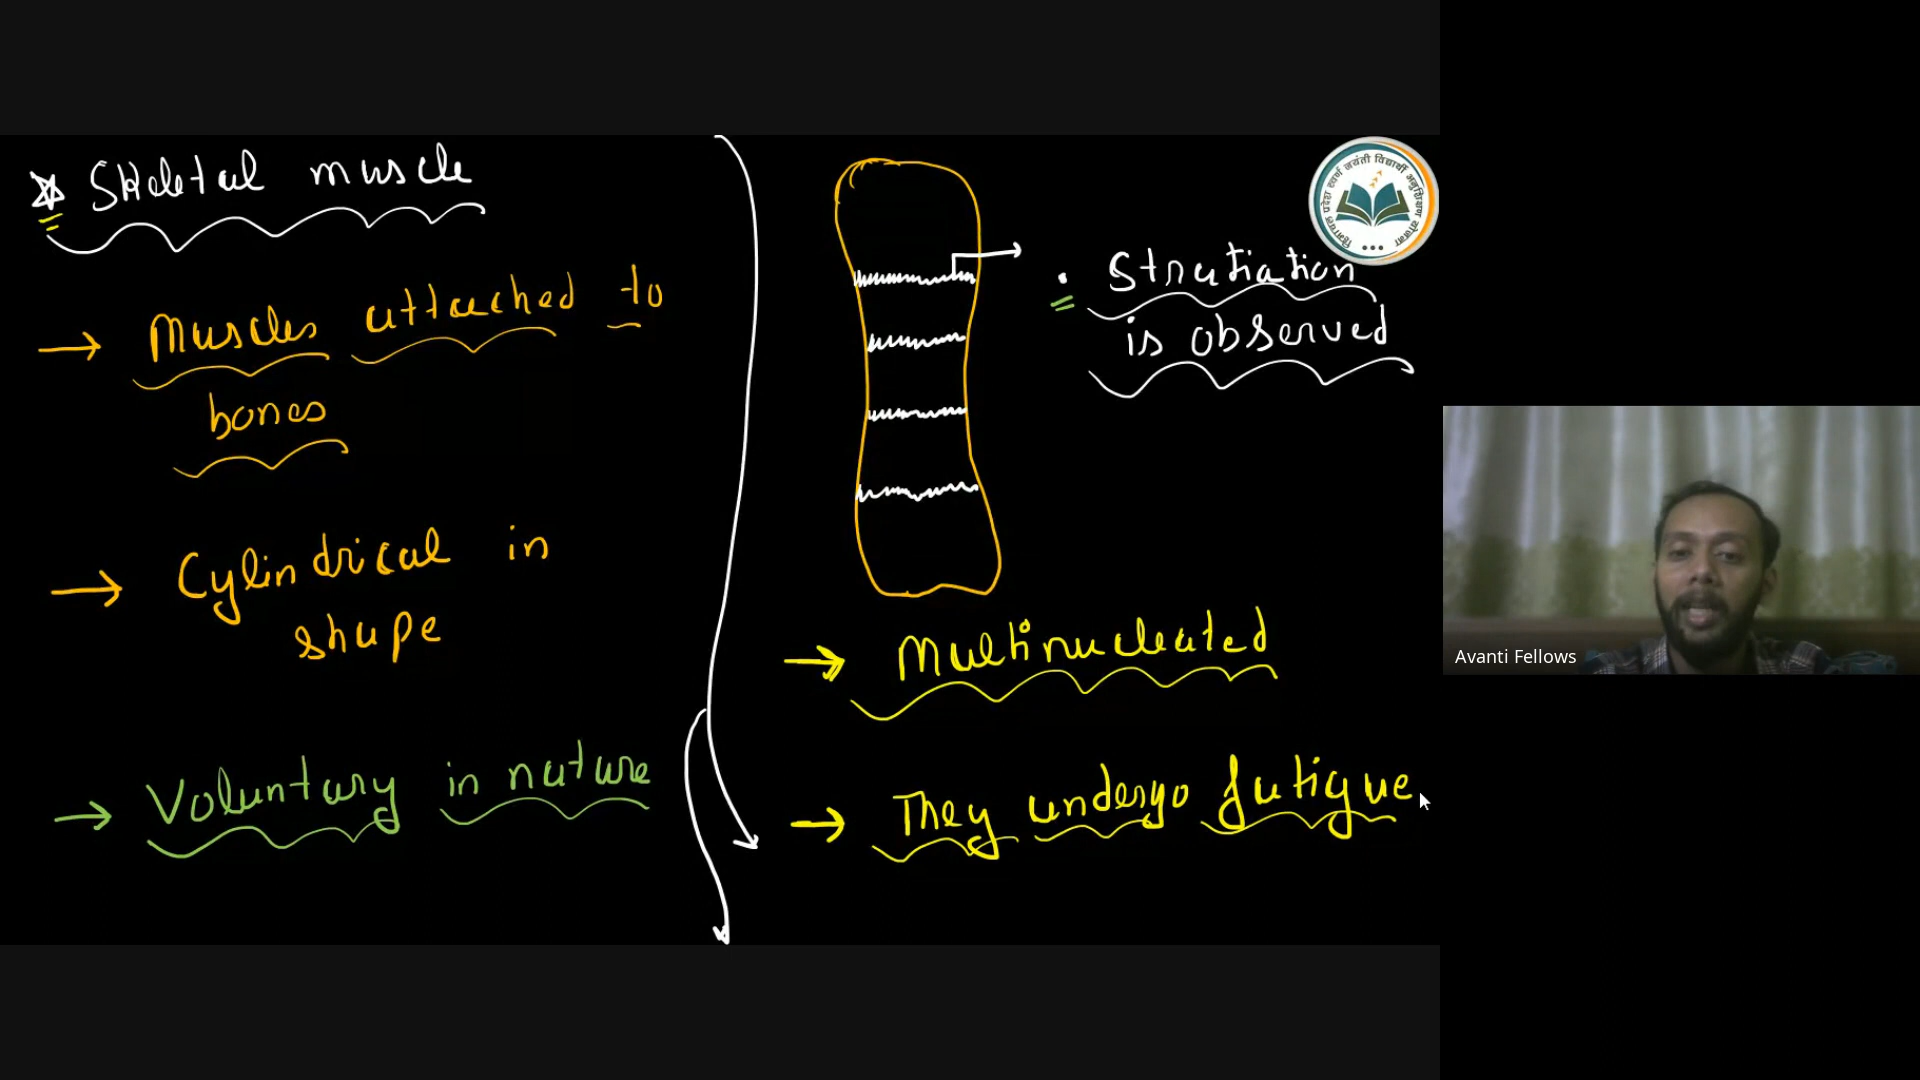 Skeletal muscle
→ Muscles attached to
bones
→ Cylindrical in
shape
→ Voluntary in nature
• Stratiation
is observed
→ Multinucleated
→ They undergo fatigue
Avanti Fellows